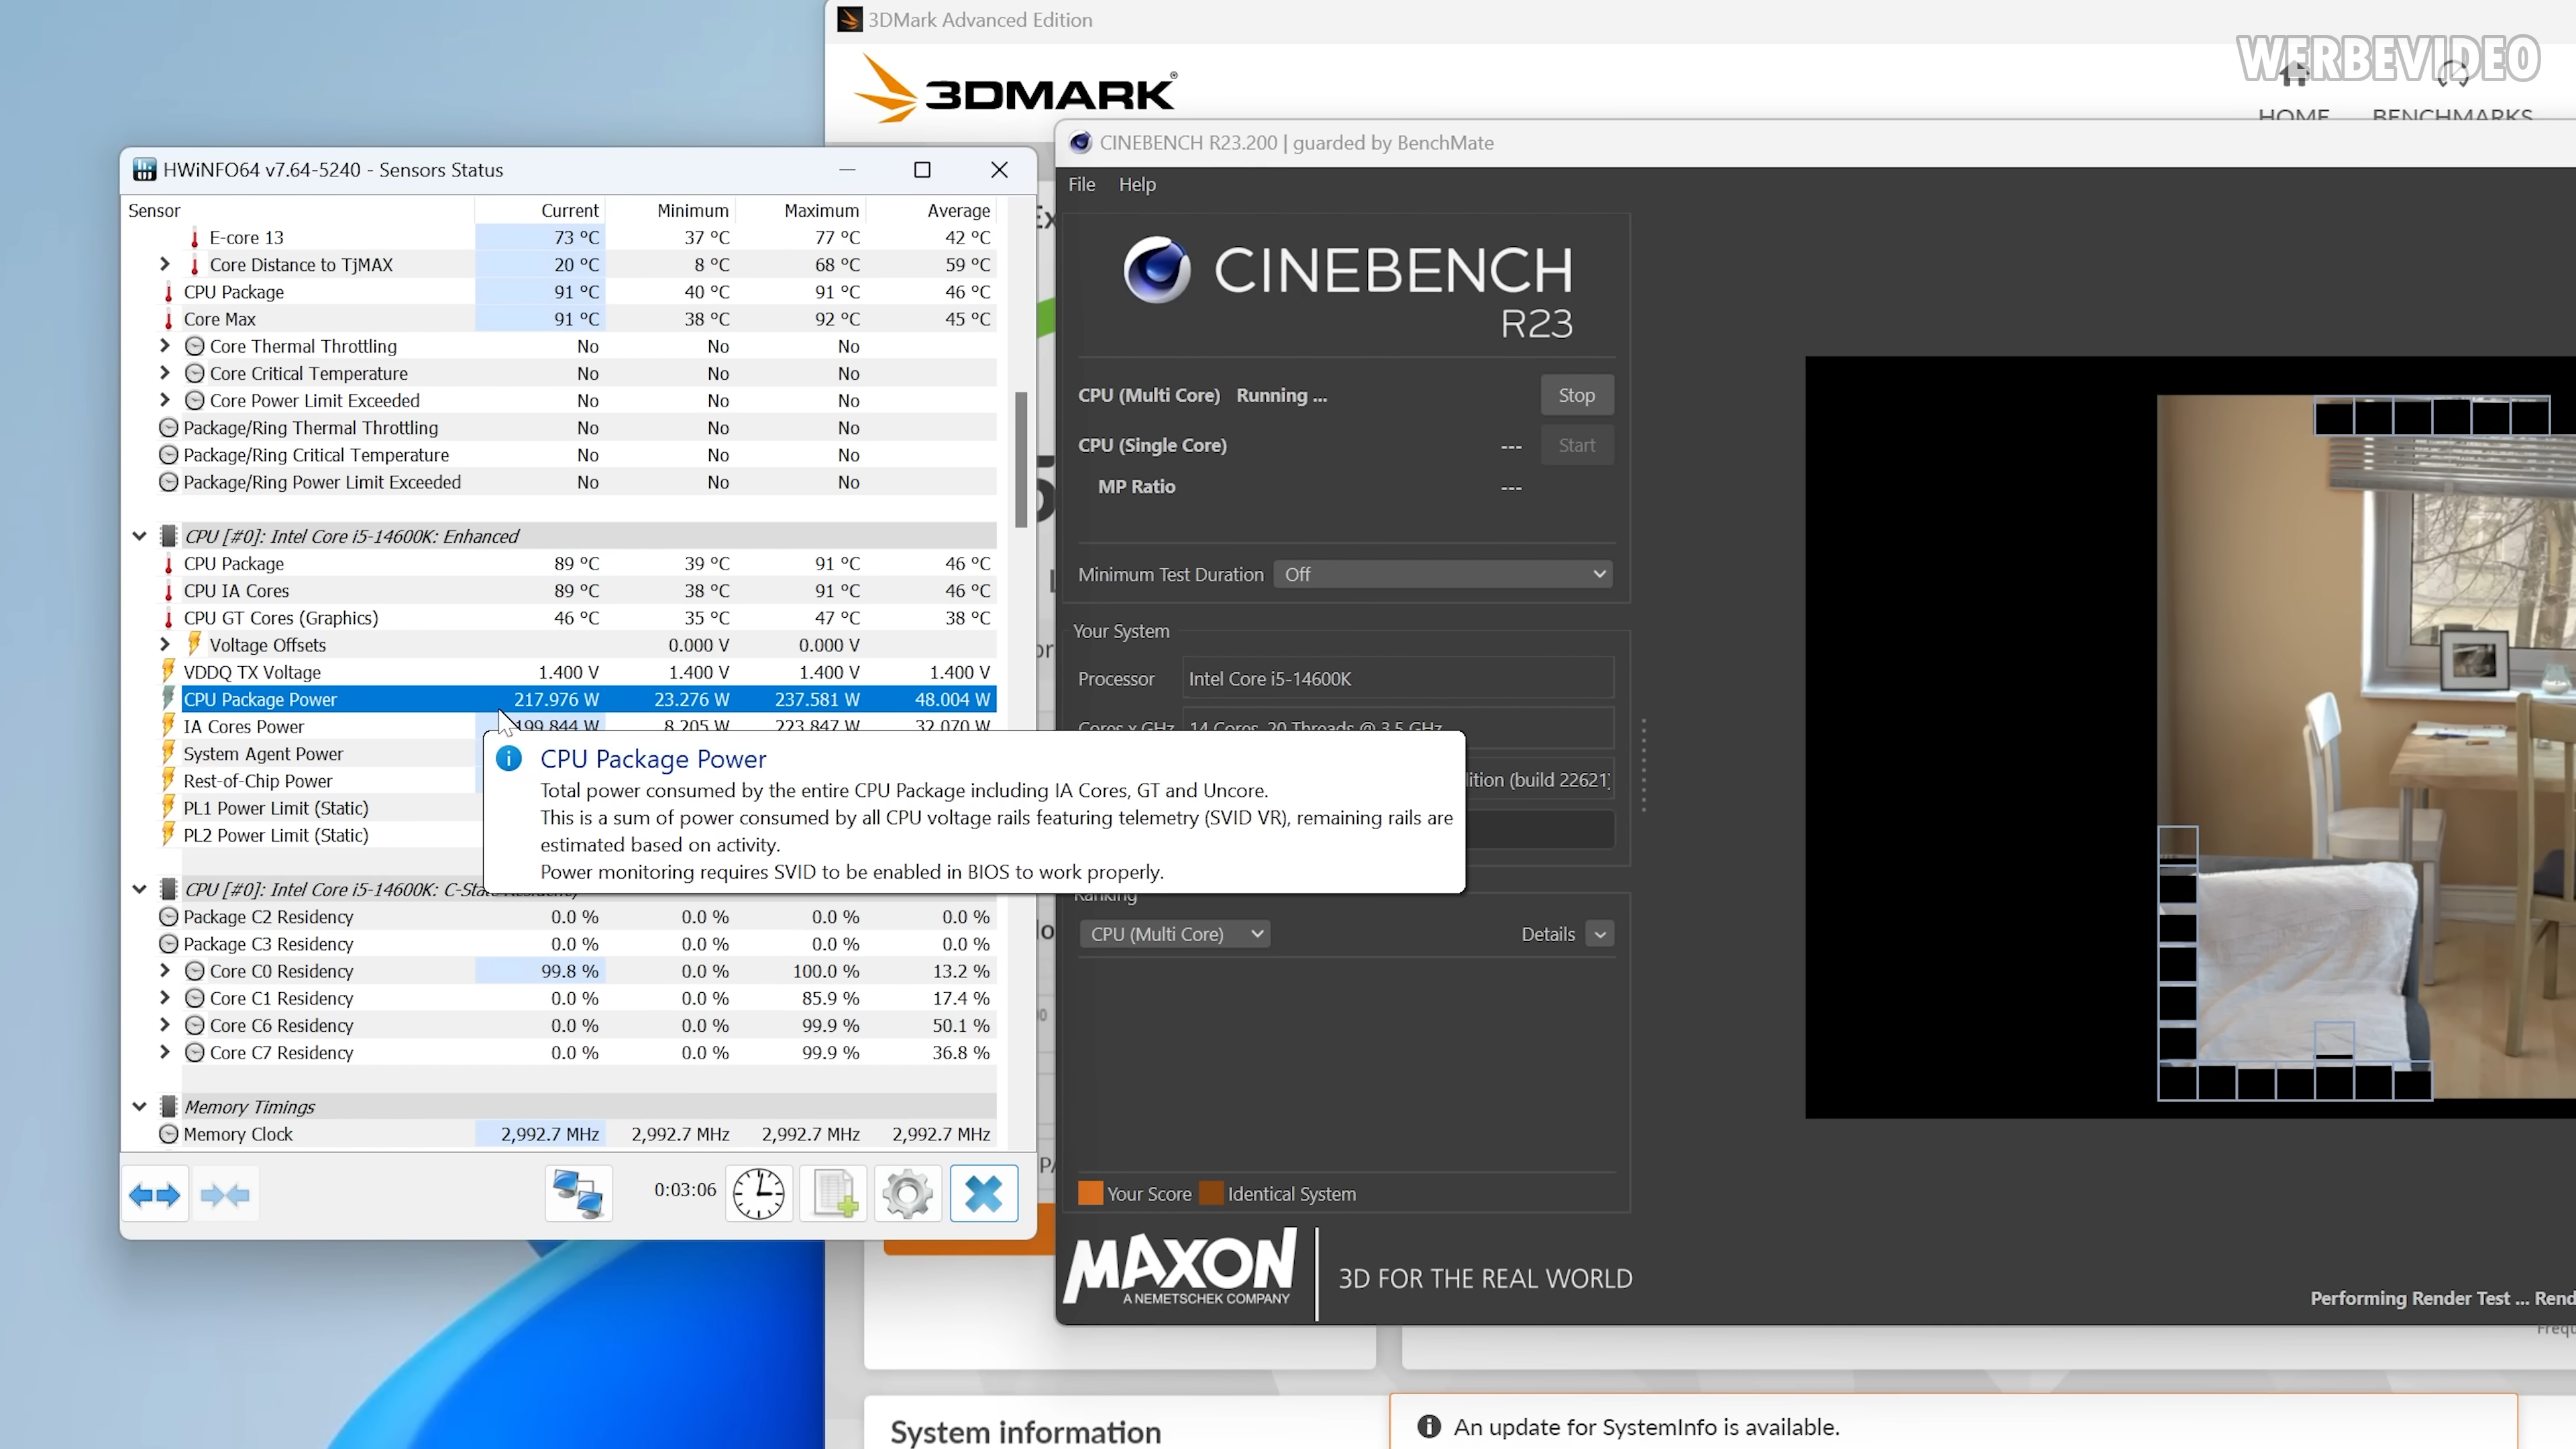 3DMark Advanced Edition
WERBEVIDEO
3DMARK
HOME
BENCHMARKS
CINEBENCH R23.200 | guarded by BenchMate
HWiNFO64 v7.64-5240 - Sensors Status
File Help
Sensor Current Minimum Maximum Average
E-core 13 73 °C 37 °C 77 °C 42 °C
Core Distance to TjMAX 20 °C 8 °C 68 °C 59 °C
CPU Package 91 °C 40 °C 91 °C 46 °C
Core Max 91 °C 38 °C 92 °C 45 °C
Core Thermal Throttling No No No
Core Critical Temperature No No No
Core Power Limit Exceeded No No No
Package/Ring Thermal Throttling No No No
Package/Ring Critical Temperature No No No
Package/Ring Power Limit Exceeded No No No
CPU [#0]: Intel Core i5-14600K: Enhanced
CPU Package 89 °C 39 °C 91 °C 46 °C
CPU IA Cores 89 °C 38 °C 91 °C 46 °C
CPU GT Cores (Graphics) 46 °C 35 °C 47 °C 38 °C
Voltage Offsets 0.000 V 0.000 V
VDDQ TX Voltage 1.400 V 1.400 V 1.400 V 1.400 V
CPU Package Power 217.976 W 23.276 W 237.581 W 48.004 W
IA Cores Power 199.844 W 8.205 W 223.847 W 32.070 W
System Agent Power
Rest-of-Chip Power
PL1 Power Limit (Static)
PL2 Power Limit (Static)
CPU Package Power
Total power consumed by the entire CPU Package including IA Cores, GT and Uncore.
This is a sum of power consumed by all CPU voltage rails featuring telemetry (SVID VR), remaining rails are
estimated based on activity.
Power monitoring requires SVID to be enabled in BIOS to work properly.
CPU [#0]: Intel Core i5-14600K: C-State Residency
Package C2 Residency 0.0 % 0.0 % 0.0 % 0.0 %
Package C3 Residency 0.0 % 0.0 % 0.0 % 0.0 %
Core C0 Residency 99.8 % 0.0 % 100.0 % 13.2 %
Core C1 Residency 0.0 % 0.0 % 85.9 % 17.4 %
Core C6 Residency 0.0 % 0.0 % 99.9 % 50.1 %
Core C7 Residency 0.0 % 0.0 % 99.9 % 36.8 %
Memory Timings
Memory Clock 2,992.7 MHz 2,992.7 MHz 2,992.7 MHz 2,992.7 MHz
0:03:06
CINEBENCH
R23
CPU (Multi Core) Running ... Stop
CPU (Single Core) --- Start
MP Ratio ---
Minimum Test Duration Off
Your System
Processor Intel Core i5-14600K
Cores x GHz 14 Cores, 20 Threads @ 3.5 GHz
(build 22621)
Ranking
CPU (Multi Core) Details
Your Score Identical System
MAXON
A NEMETSCHEK COMPANY
3D FOR THE REAL WORLD
Performing Render Test ...
System information
An update for SystemInfo is available.